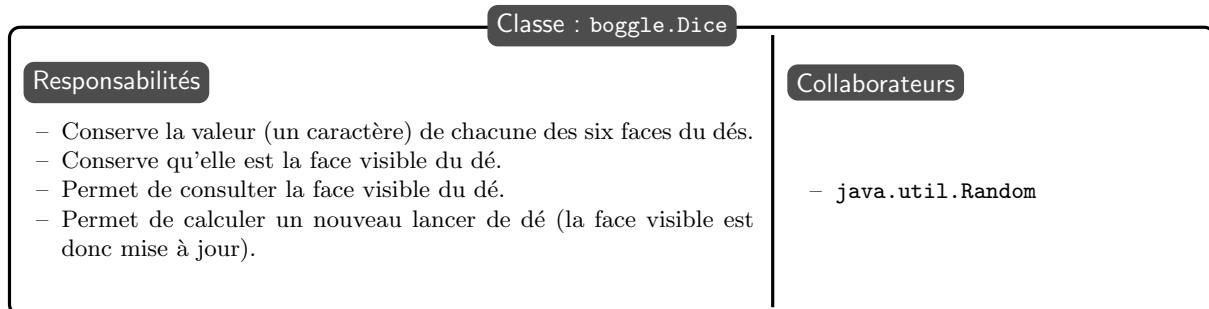 Classe : boggle.Dice
Responsabilités
– Conserve la valeur (un caractère) de chacune des six faces du dés.
– Conserve qu'elle est la face visible du dé.
– Permet de consulter la face visible du dé.
– Permet de calculer un nouveau lancer de dé (la face visible est
donc mise à jour).
Collaborateurs
– java.util.Random